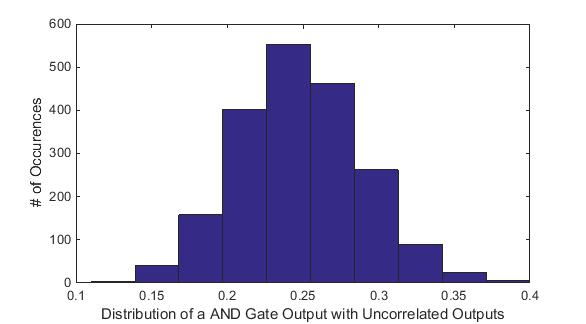 600
500
400
300
200
100
0
# of Occurences
0.1 0.15 0.2 0.25 0.3 0.35 0.4
Distribution of a AND Gate Output with Uncorrelated Outputs